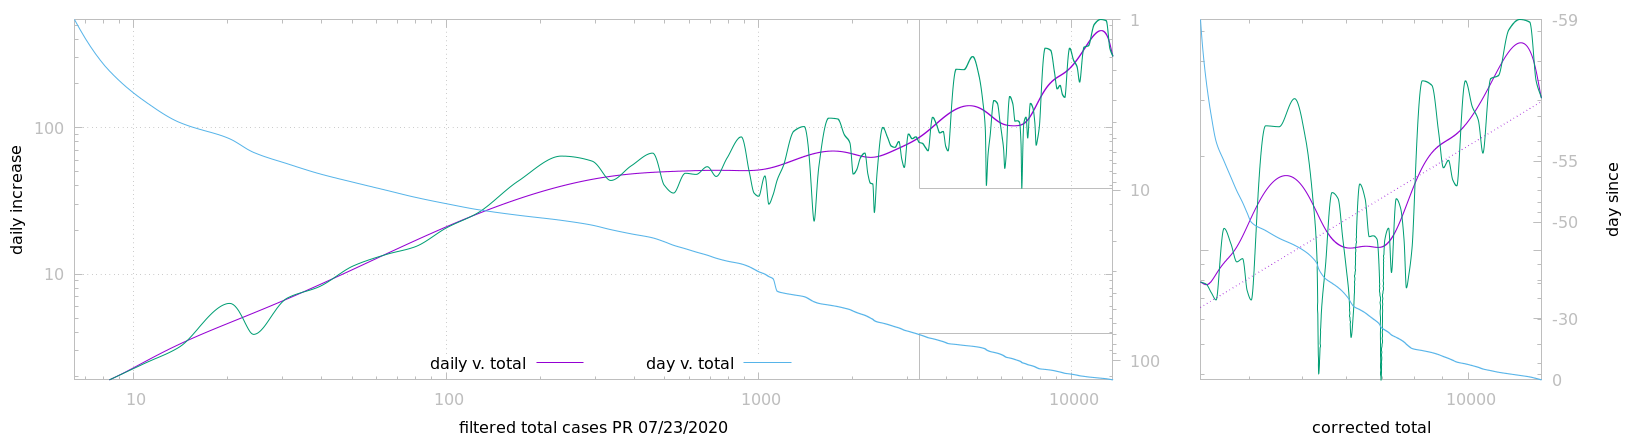 daily increase
100
10
10
100
1000
10000
filtered total cases PR 07/23/2020
daily v. total
day v. total
1
10
100
10000
corrected total
-59
-55
-50
-30
0
day since